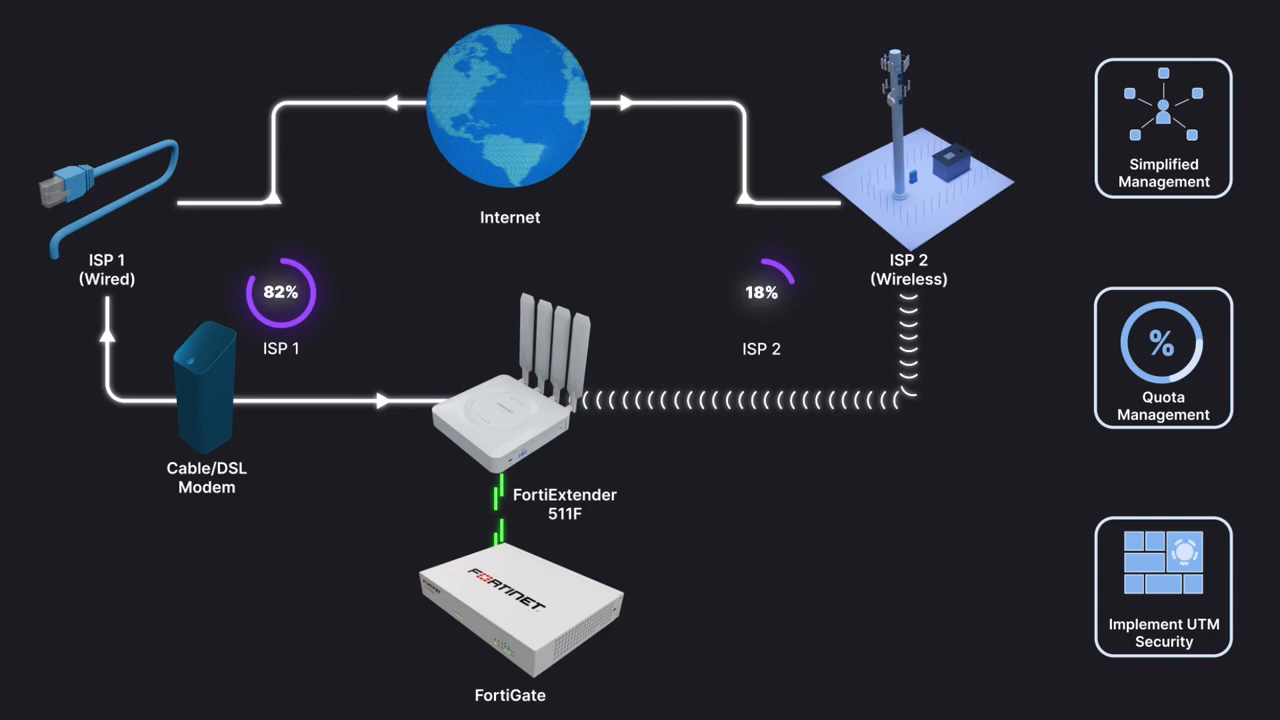 Internet
ISP 1
(Wired)
ISP 2
(Wireless)
82%
ISP 1
18%
ISP 2
Cable/DSL
Modem
FortiExtender
511F
FORTINET
FortiGate
Simplified
Management
%
Quota
Management
Implement UTM
Security